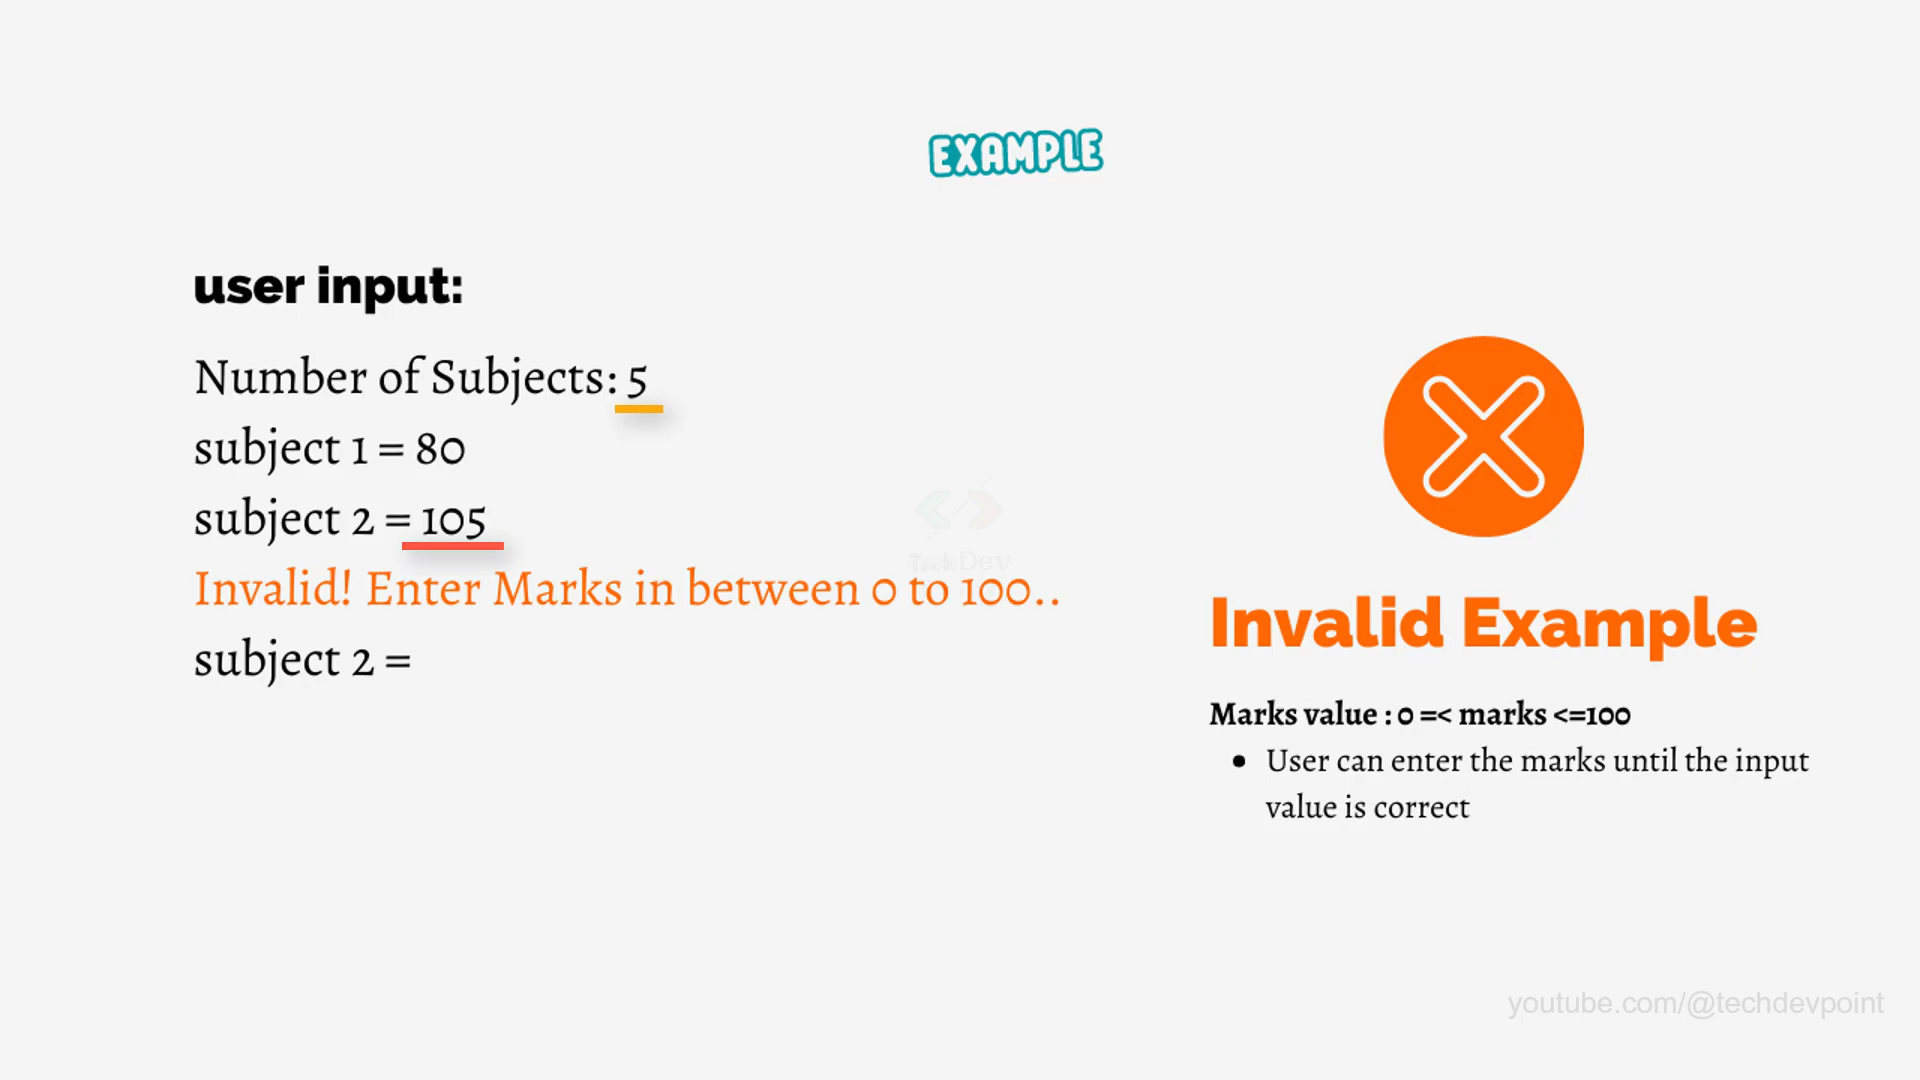 EXAMPLE
user input:
Number of Subjects: 5
subject 1 = 80
subject 2 = 105
Invalid! Enter Marks in between 0 to 100..
subject 2 =
TechDev
Invalid Example
Marks value : 0 =< marks <=100
User can enter the marks until the input
value is correct
youtube.com/@techdevpoint